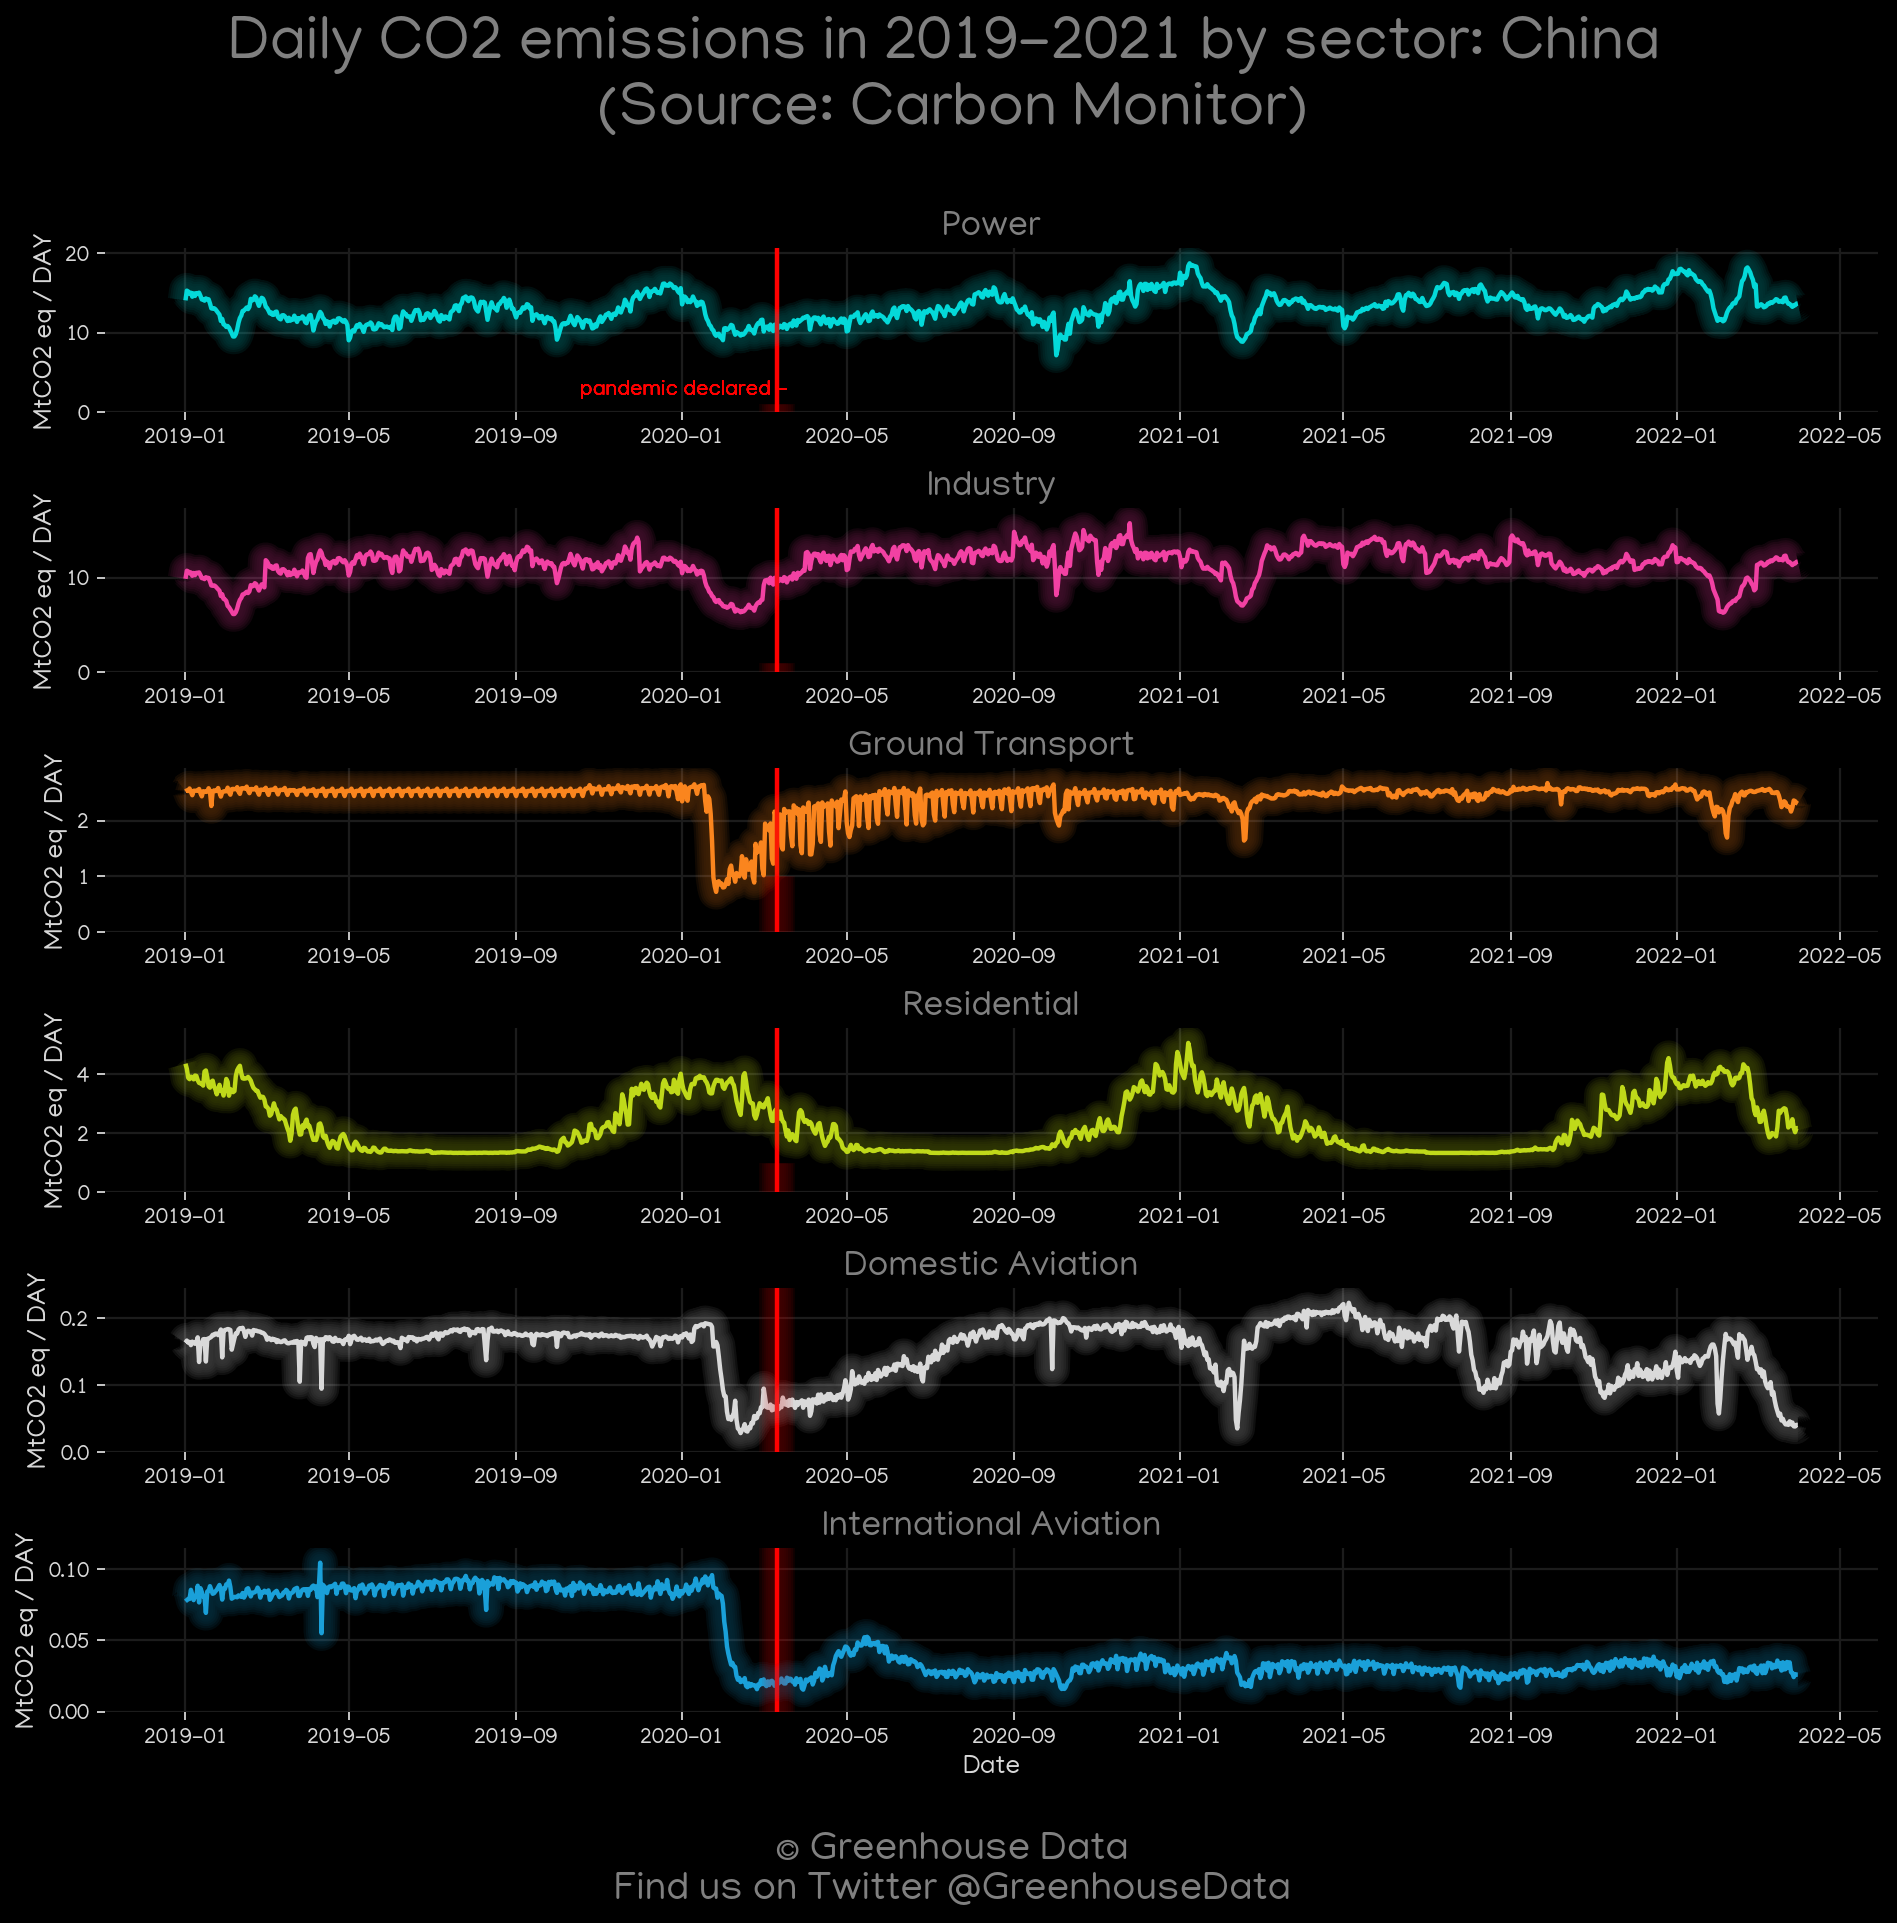 Daily CO2 emissions in 2019-2021 by sector: China
(Source: Carbon Monitor)
Power
MtCO2 eq / DAY
20
10
0
pandemic declared -
2019-01 2019-05 2019-09 2020-01 2020-05 2020-09 2021-01 2021-05 2021-09 2022-01 2022-05
Industry
MtCO2 eq / DAY
10
0
2019-01 2019-05 2019-09 2020-01 2020-05 2020-09 2021-01 2021-05 2021-09 2022-01 2022-05
Ground Transport
MtCO2 eq / DAY
2
1
0
2019-01 2019-05 2019-09 2020-01 2020-05 2020-09 2021-01 2021-05 2021-09 2022-01 2022-05
Residential
MtCO2 eq / DAY
4
2
0
2019-01 2019-05 2019-09 2020-01 2020-05 2020-09 2021-01 2021-05 2021-09 2022-01 2022-05
Domestic Aviation
MtCO2 eq / DAY
0.2
0.1
0.0
2019-01 2019-05 2019-09 2020-01 2020-05 2020-09 2021-01 2021-05 2021-09 2022-01 2022-05
International Aviation
MtCO2 eq / DAY
0.10
0.05
0.00
2019-01 2019-05 2019-09 2020-01 2020-05 2020-09 2021-01 2021-05 2021-09 2022-01 2022-05
Date
© Greenhouse Data
Find us on Twitter @GreenhouseData